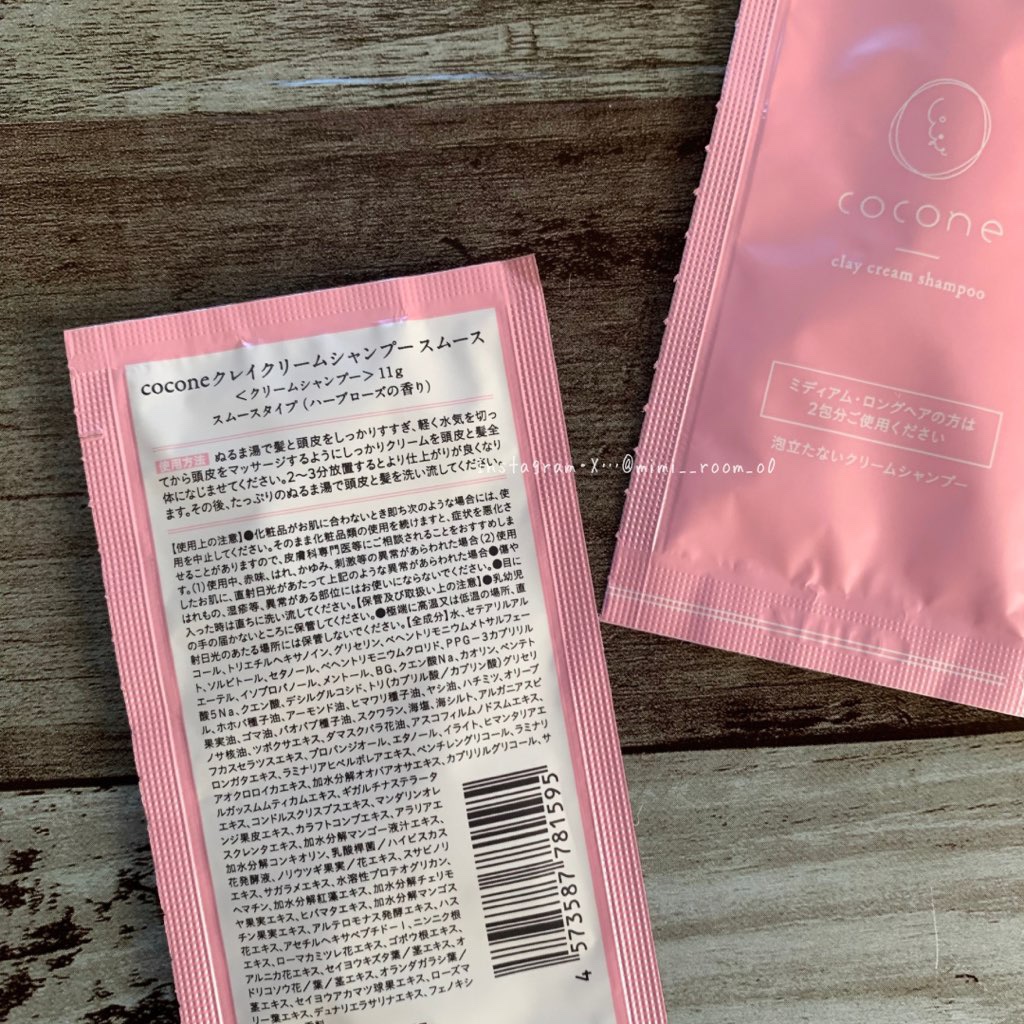 coconeクレイクリームシャンプー スムース
＜クリームシャンプー＞ 11g
スムースタイプ（ハーブローズの香り）
使用方法 ぬるま湯で髪と頭皮をしっかりすすぎ、軽く水気を切っ
てから頭皮をマッサージするようにしっかりクリームを頭皮と髪全
体になじませてください。2〜3分放置するとより仕上がりが良くなり
ます。その後、たっぷりのぬるま湯で頭皮と髪を洗い流してください。
【使用上の注意】●化粧品がお肌に合わないとき即ち次のような場合には、使
用を中止してください。そのまま化粧品類の使用を続けますと、症状を悪化さ
せることがありますので、皮膚科専門医等にご相談されることをおすすめしま
す。(1)使用中、赤味、はれ、かゆみ、刺激等の異常があらわれた場合(2)使用
したお肌に、直射日光があたって上記のような異常があらわれた場合●傷や
はれもの、湿疹等、異常がある部位にはお使いにならないでください。●目に
入った時は直ちに洗い流してください。【保管及び取扱い上の注意】●乳幼児
の手の届かないところに保管してください。●極端に高温又は低温の場所、直
射日光のあたる場所には保管しないでください。【全成分】水、セテアリルアル
コール、トリエチルヘキサノイン、グリセリン、ベヘントリモニウムメトサルフェー
ト、ソルビトール、セタノール、ベヘントリモニウムクロリド、PPG－3カプリリル
エーテル、イソプロパノール、メントール、BG、クエン酸Na、カオリン、ペンテト
酸5Na、クエン酸、デシルグルコシド、トリ（カプリル酸／カプリン酸）グリセリ
ル、ホホバ種子油、アーモンド油、ヒマワリ種子油、ヤシ油、ハチミツ、オリーブ
果実油、ゴマ油、バオバブ種子油、スクワラン、海塩、海シルト、アルガニアスピ
ノサ核油、ツボクサエキス、ダマスクバラ花油、アスコフィルムノドスムエキス、
フカスセラツスエキス、プロパンジオール、エタノール、イライト、ヒマンタリアエ
ロンガタエキス、ラミナリアヒペルボレアエキス、ペンチレングリコール、ラミナリ
アオクロロイカエキス、加水分解オオバアオサエキス、カプリリルグリコール、サ
ルガッスムムティカムエキス、ギガルチナステラータ
エキス、コンドルスクリスプスエキス、マンダリンオレ
ンジ果皮エキス、カラフトコンブエキス、アラリアエ
スクレンタエキス、加水分解マンゴー液汁エキス、
加水分解コンキオリン、乳酸桿菌／ハイビスカス
花発酵液、ノリウツギ果実／花エキス、スサビノリ
エキス、サガラメエキス、水溶性プロテオグリカン、
ヘマチン、加水分解紅藻エキス、加水分解チェリモ
ヤ果実エキス、ヒバマタエキス、加水分解マンゴス
チン果実エキス、アルテロモナス発酵エキス、ハス
花エキス、アセチルヘキサペプチド－1、ニンニク根
エキス、ローマカミツレ花エキス、ゴボウ根エキス、
アルニカ花エキス、セイヨウキズタ葉／茎エキス、オ
ドリコソウ花／葉／茎エキス、オランダガラシ葉／
茎エキス、セイヨウアカマツ球果エキス、ローズマ
リー葉エキス、デュナリエラサリナエキス、フェノキシ
4 573587 781595
cocone
clay cream shampoo
ミディアム・ロングヘアの方は
2包分ご使用ください
泡立たないクリームシャンプー
instagram・X…@mimi__room_o0